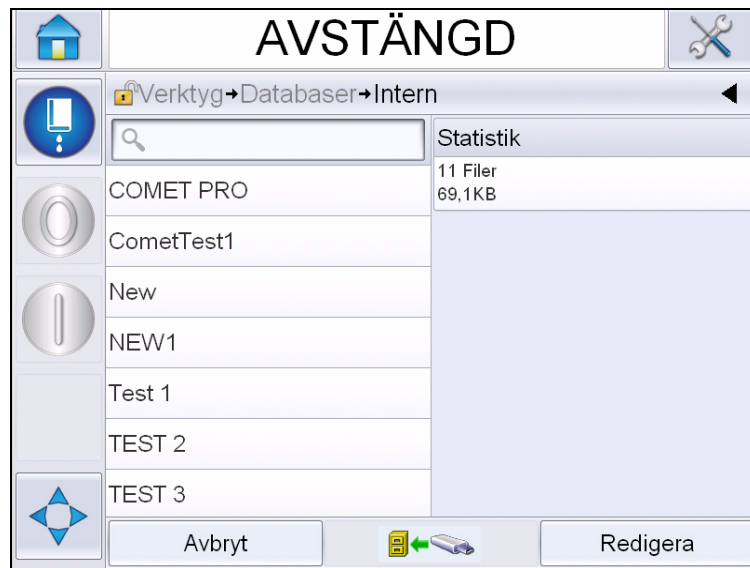 AVSTÄNGD
Verktyg→Databaser→Intern
Statistik
11 Filer
69,1KB
COMET PRO
CometTest1
New
NEW1
Test 1
TEST 2
TEST 3
Avbryt
Redigera